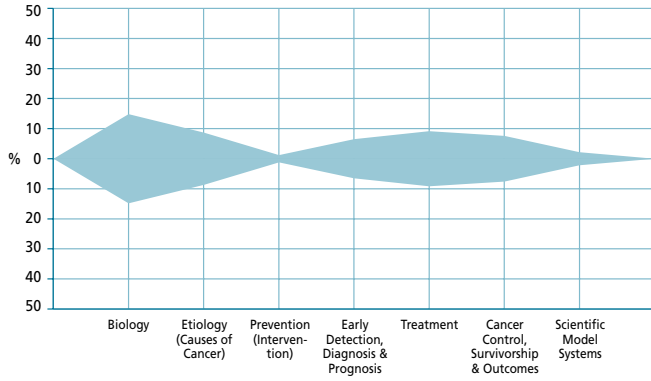 50
40
30
20
10
% 0
10
20
30
40
50
Biology
Etiology
(Causes of
Cancer)
Prevention
(Interven-
tion)
Early
Detection,
Diagnosis &
Prognosis
Treatment
Cancer
Control,
Survivorship
& Outcomes
Scientific
Model
Systems